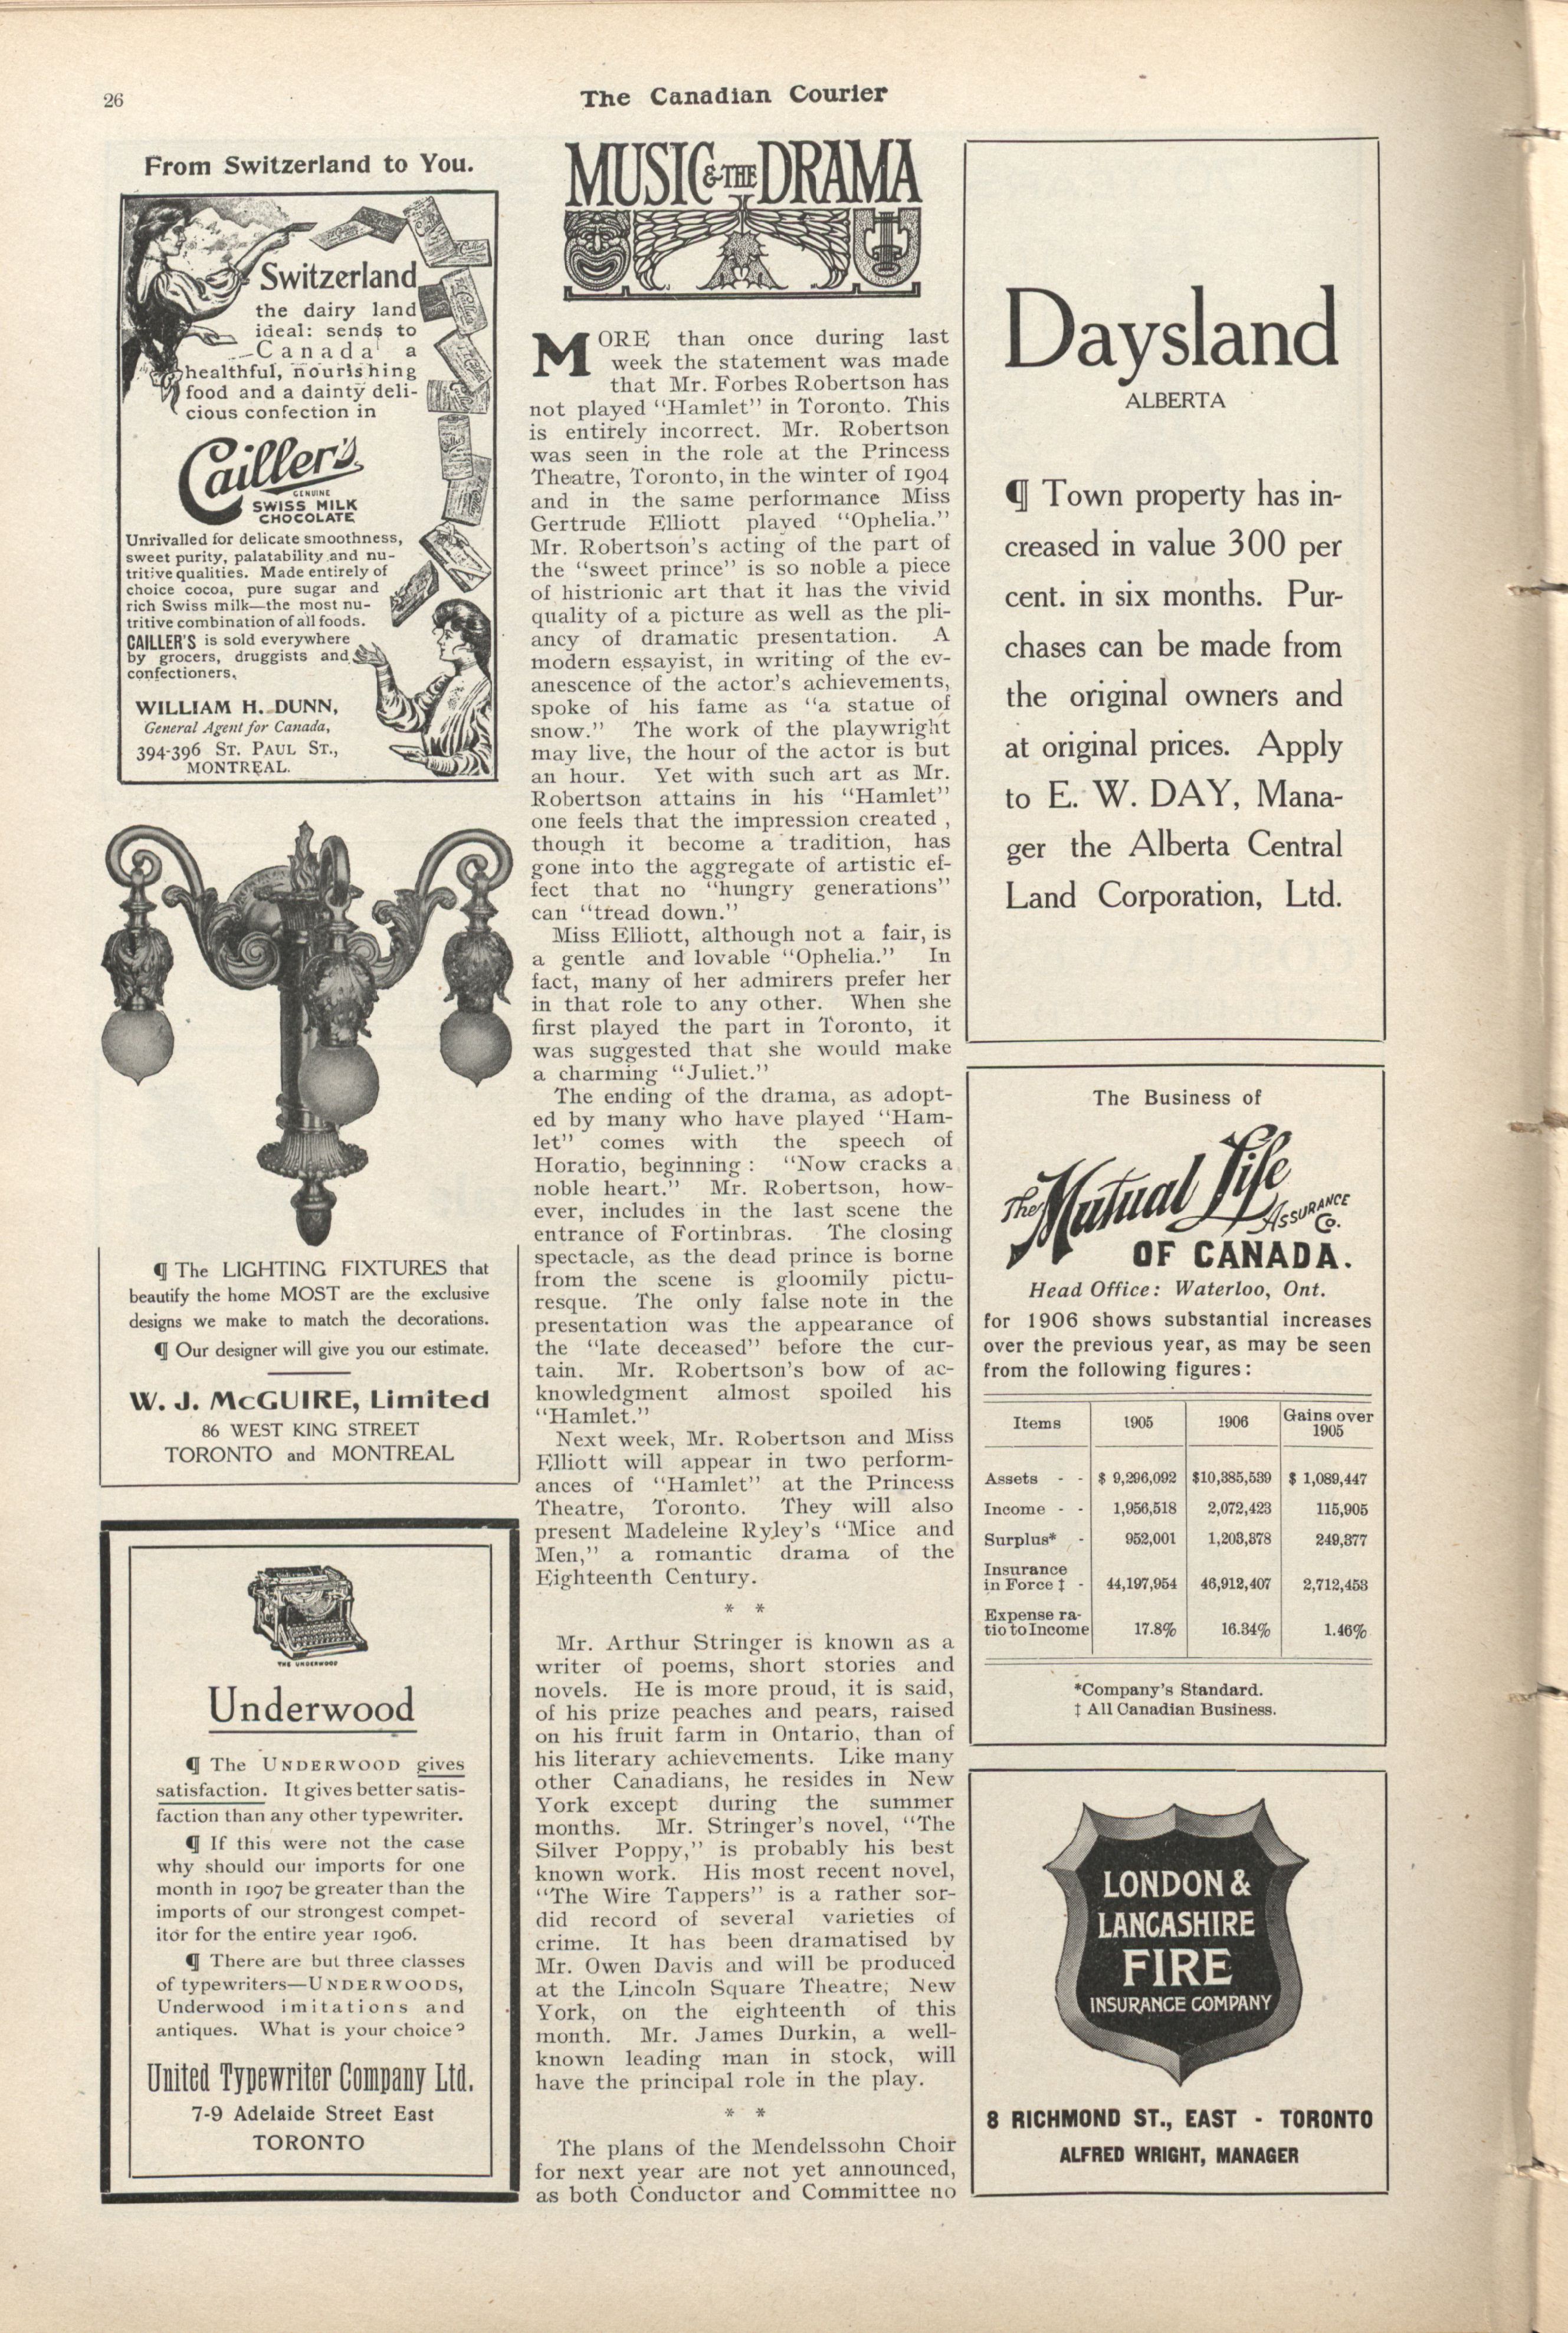 26
The Canadian Courier
From Switzerland to You.
Switzerland
the dairy land
ideal: sends to
Canada a
healthful, nourishing
food and a dainty deli-
cious confection in
Cailler's
GENUINE
SWISS MILK
CHOCOLATE
Unrivalled for delicate smoothness,
sweet purity, palatability and nu-
tritive qualities. Made entirely of
choice cocoa, pure sugar and
rich Swiss milk—the most nu-
tritive combination of all foods.
CAILLER'S is sold everywhere
by grocers, druggists and
confectioners.
WILLIAM H. DUNN,
General Agent for Canada,
394-396 ST. PAUL ST.,
MONTREAL.
¶ The LIGHTING FIXTURES that
beautify the home MOST are the exclusive
designs we make to match the decorations.
¶ Our designer will give you our estimate.
W. J. McGUIRE, Limited
86 WEST KING STREET
TORONTO and MONTREAL
THE UNDERWOOD
Underwood
¶ The UNDERWOOD gives
satisfaction. It gives better satis-
faction than any other typewriter.
¶ If this were not the case
why should our imports for one
month in 1907 be greater than the
imports of our strongest compet-
itor for the entire year 1906.
¶ There are but three classes
of typewriters—UNDERWOODS,
Underwood imitations and
antiques. What is your choice?
United Typewriter Company Ltd.
7-9 Adelaide Street East
TORONTO
MUSIC & THE DRAMA
MORE than once during last
week the statement was made
that Mr. Forbes Robertson has
not played "Hamlet" in Toronto. This
is entirely incorrect. Mr. Robertson
was seen in the role at the Princess
Theatre, Toronto, in the winter of 1904
and in the same performance Miss
Gertrude Elliott played "Ophelia."
Mr. Robertson's acting of the part of
the "sweet prince" is so noble a piece
of histrionic art that it has the vivid
quality of a picture as well as the pli-
ancy of dramatic presentation. A
modern essayist, in writing of the ev-
anescence of the actor's achievements,
spoke of his fame as "a statue of
snow." The work of the playwright
may live, the hour of the actor is but
an hour. Yet with such art as Mr.
Robertson attains in his "Hamlet"
one feels that the impression created ,
though it become a tradition, has
gone into the aggregate of artistic ef-
fect that no "hungry generations"
can "tread down."
Miss Elliott, although not a fair, is
a gentle and lovable "Ophelia." In
fact, many of her admirers prefer her
in that role to any other. When she
first played the part in Toronto, it
was suggested that she would make
a charming "Juliet."
The ending of the drama, as adopt-
ed by many who have played "Ham-
let" comes with the speech of
Horatio, beginning : "Now cracks a
noble heart." Mr. Robertson, how-
ever, includes in the last scene the
entrance of Fortinbras. The closing
spectacle, as the dead prince is borne
from the scene is gloomily pictu-
resque. The only false note in the
presentation was the appearance of
the "late deceased" before the cur-
tain. Mr. Robertson's bow of ac-
knowledgment almost spoiled his
"Hamlet."
Next week, Mr. Robertson and Miss
Elliott will appear in two perform-
ances of "Hamlet" at the Princess
Theatre, Toronto. They will also
present Madeleine Ryley's "Mice and
Men," a romantic drama of the
Eighteenth Century.
* *
Mr. Arthur Stringer is known as a
writer of poems, short stories and
novels. He is more proud, it is said,
of his prize peaches and pears, raised
on his fruit farm in Ontario, than of
his literary achievements. Like many
other Canadians, he resides in New
York except during the summer
months. Mr. Stringer's novel, "The
Silver Poppy," is probably his best
known work. His most recent novel,
"The Wire Tappers" is a rather sor-
did record of several varieties of
crime. It has been dramatised by
Mr. Owen Davis and will be produced
at the Lincoln Square Theatre, New
York, on the eighteenth of this
month. Mr. James Durkin, a well-
known leading man in stock, will
have the principal role in the play.
* *
The plans of the Mendelssohn Choir
for next year are not yet announced,
as both Conductor and Committee no
Daysland
ALBERTA
¶ Town property has in-
creased in value 300 per
cent. in six months. Pur-
chases can be made from
the original owners and
at original prices. Apply
to E. W. DAY, Mana-
ger the Alberta Central
Land Corporation, Ltd.
The Business of
The Mutual Life
ASSURANCE
Co.
OF CANADA.
Head Office: Waterloo, Ont.
for 1906 shows substantial increases
over the previous year, as may be seen
from the following figures:
Items 1905 1906 Gains over 1905
Assets - - $ 9,296,092 $10,385,539 $ 1,089,447
Income - - 1,956,518 2,072,423 115,905
Surplus* - 952,001 1,203,378 249,377
Insurance
in Force ‡ - 44,197,954 46,912,407 2,712,453
Expense ra-
tio to Income 17.8% 16.34% 1.46%
*Company's Standard.
‡ All Canadian Business.
LONDON &
LANCASHIRE
FIRE
INSURANCE COMPANY
8 RICHMOND ST., EAST - TORONTO
ALFRED WRIGHT, MANAGER